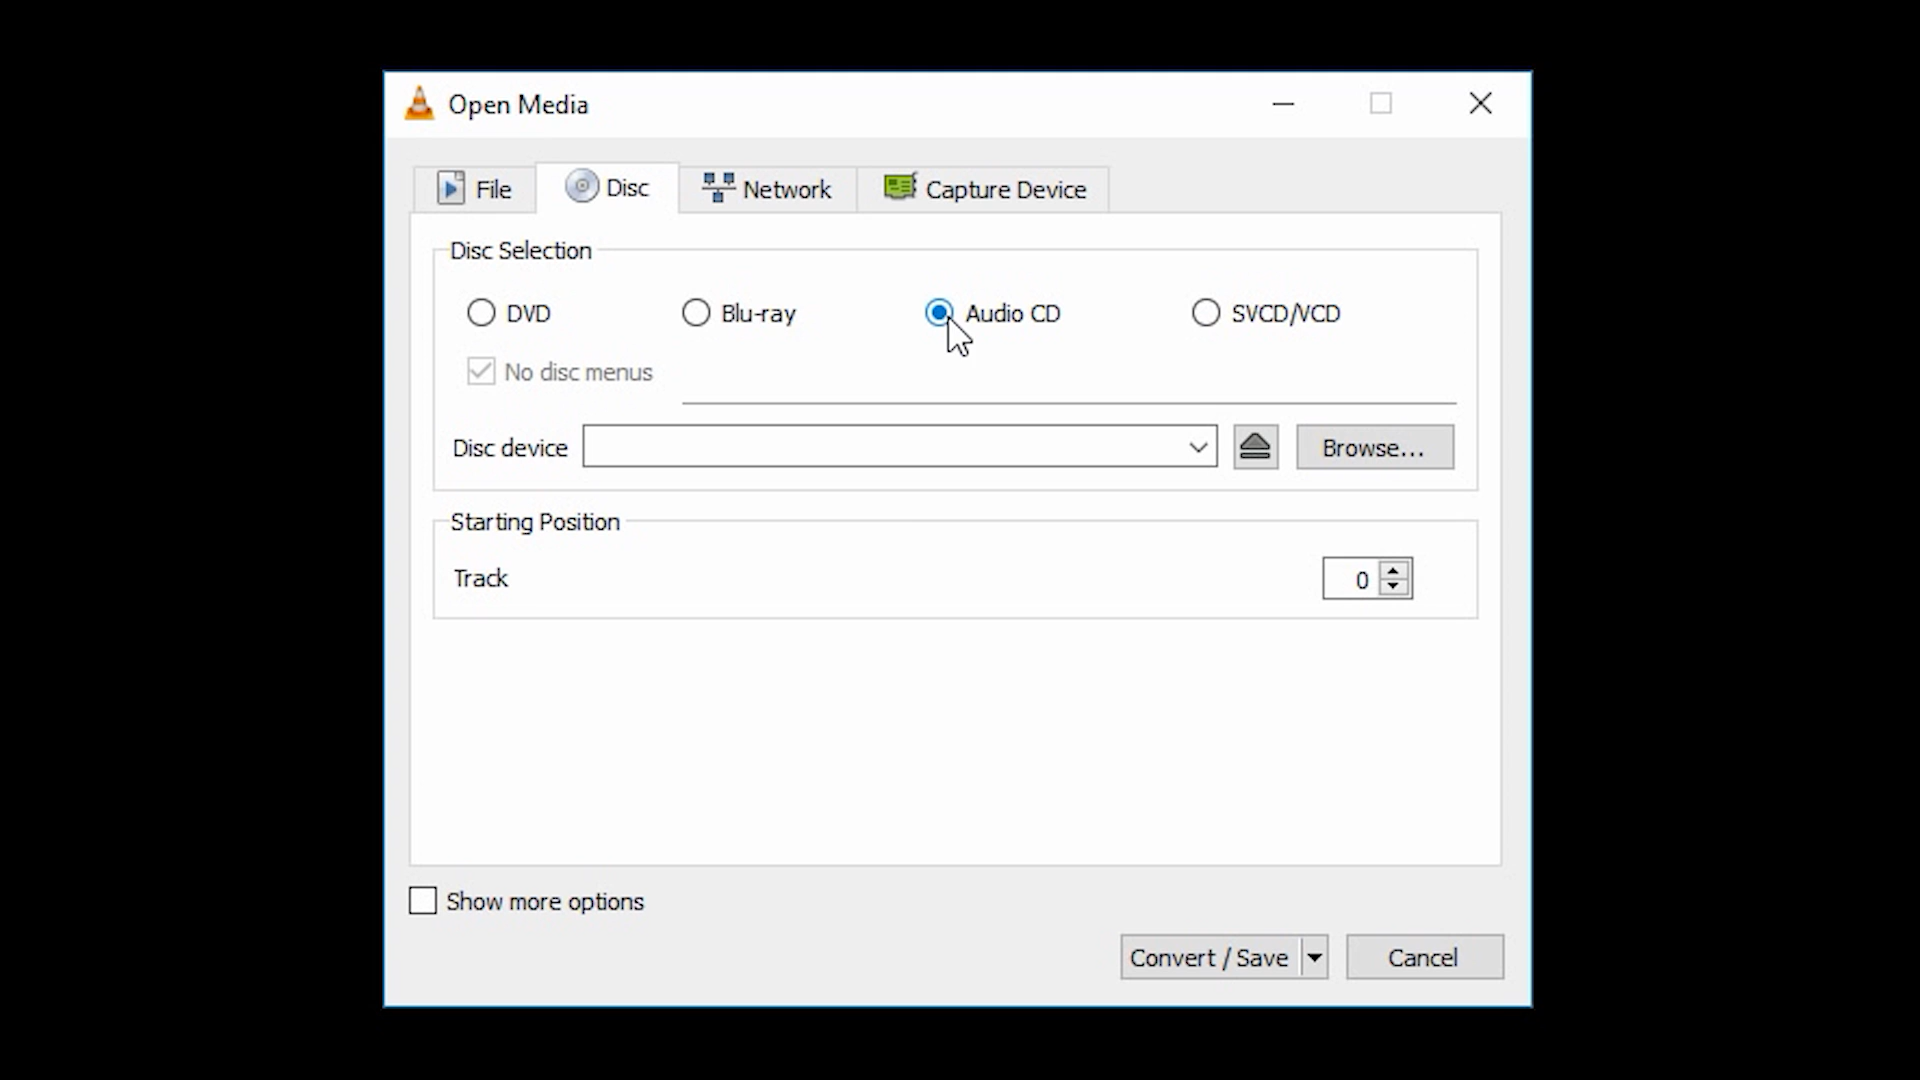 Open Media
File Disc Network Capture Device
Disc Selection
DVD Blu-ray Audio CD SVCD/VCD
No disc menus
Disc device Browse...
Starting Position
Track 0
Show more options
Convert / Save Cancel